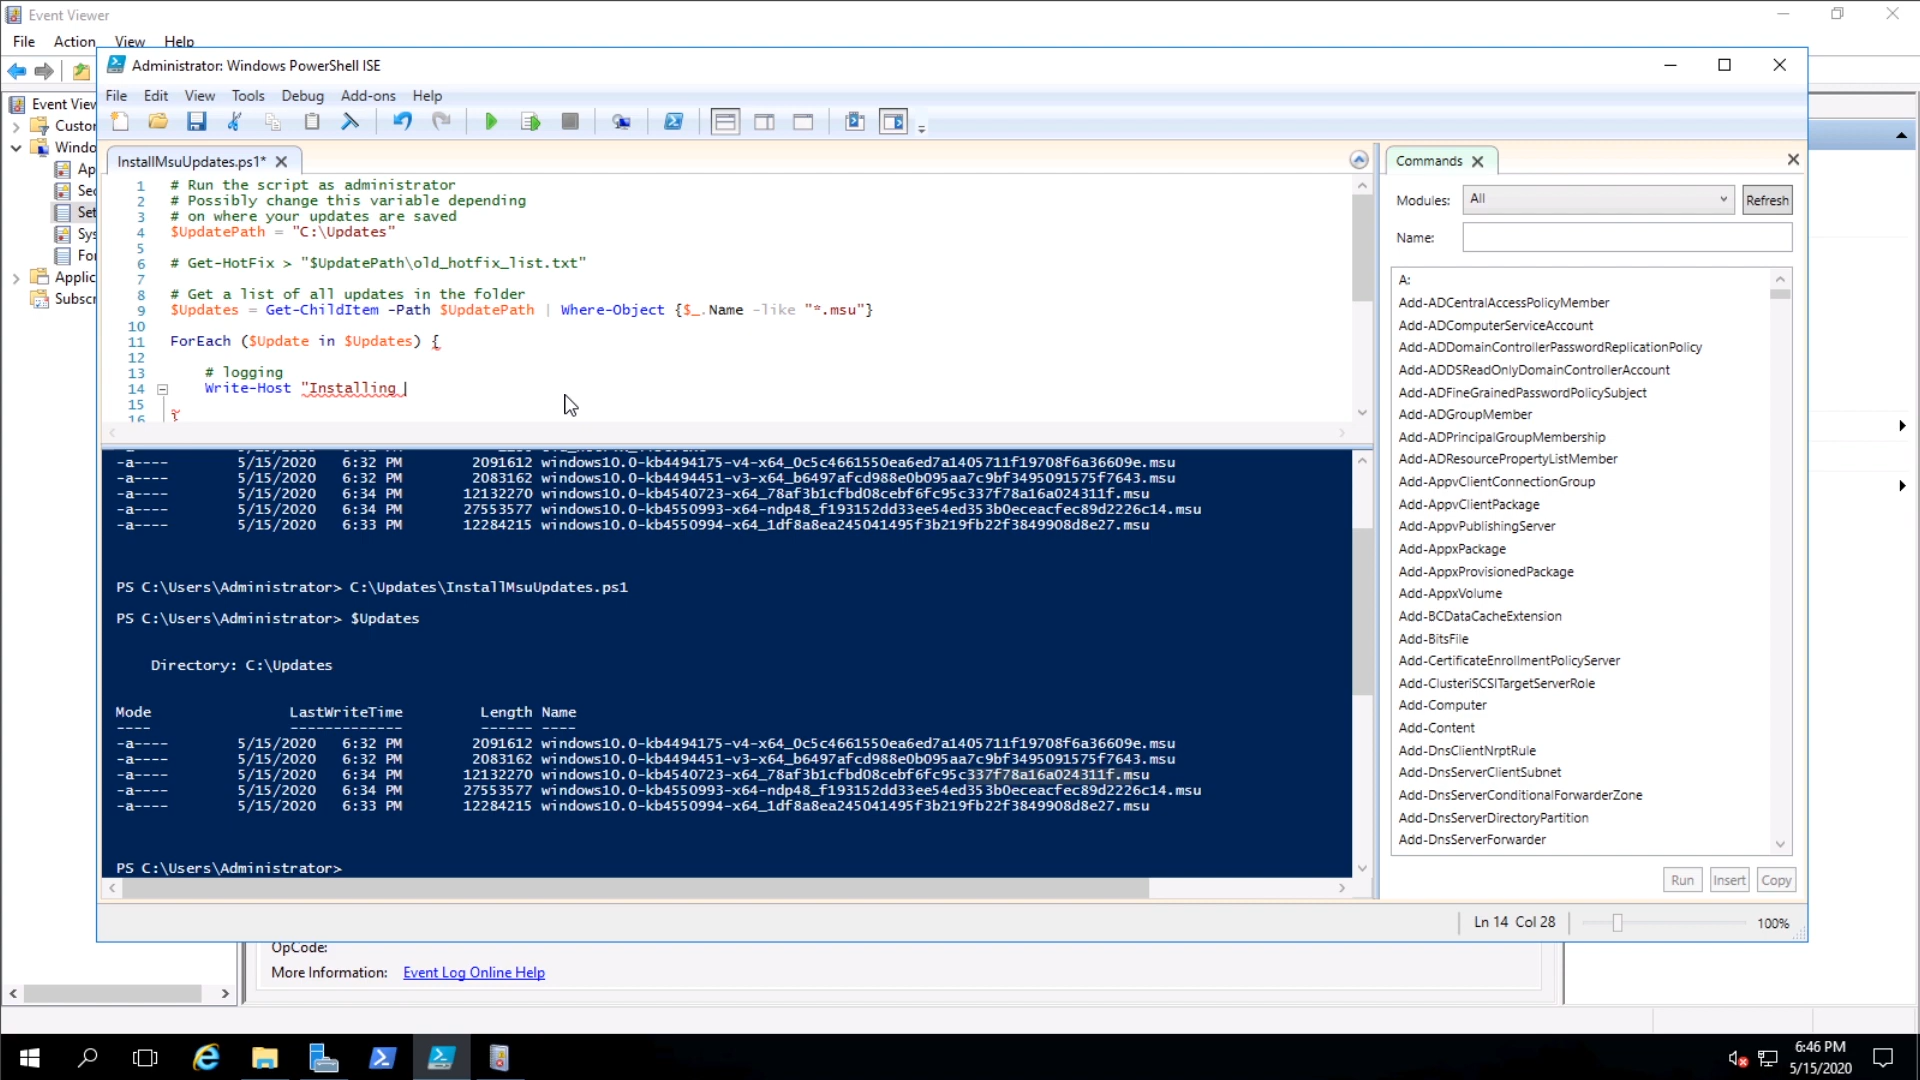 Event Viewer
File Action View Help
Event View
Custor
Windo
Ap
Sec
Set
Sys
For
Applic
Subscr
Administrator: Windows PowerShell ISE
File Edit View Tools Debug Add-ons Help
InstallMsuUpdates.ps1*
1 # Run the script as administrator
2 # Possibly change this variable depending
3 # on where your updates are saved
4 $UpdatePath = "C:\Updates"
5
6 # Get-HotFix > "$UpdatePath\old_hotfix_list.txt"
7
8 # Get a list of all updates in the folder
9 $Updates = Get-ChildItem -Path $UpdatePath | Where-Object {$_.Name -like "*.msu"}
10
11 ForEach ($Update in $Updates) {
12
13 # logging
14 Write-Host "Installing
15
16 }
-a---- 5/15/2020 6:32 PM 2091612 windows10.0-kb4494175-v4-x64_0c5c4661550ea6ed7a1405711f19708f6a36609e.msu
-a---- 5/15/2020 6:32 PM 2083162 windows10.0-kb4494451-v3-x64_b6497afcd988e0b095aa7c9bf3495091575f7643.msu
-a---- 5/15/2020 6:34 PM 12132270 windows10.0-kb4540723-x64_78af3b1cfbd08cebf6fc95c337f78a16a024311f.msu
-a---- 5/15/2020 6:34 PM 27553577 windows10.0-kb4550993-x64-ndp48_f193152dd33ee54ed353b0eceacfec89d2226c14.msu
-a---- 5/15/2020 6:33 PM 12284215 windows10.0-kb4550994-x64_1df8a8ea245041495f3b219fb22f3849908d8e27.msu
PS C:\Users\Administrator> C:\Updates\InstallMsuUpdates.ps1
PS C:\Users\Administrator> $Updates
Directory: C:\Updates
Mode LastWriteTime Length Name
---- ------------- ------ ----
-a---- 5/15/2020 6:32 PM 2091612 windows10.0-kb4494175-v4-x64_0c5c4661550ea6ed7a1405711f19708f6a36609e.msu
-a---- 5/15/2020 6:32 PM 2083162 windows10.0-kb4494451-v3-x64_b6497afcd988e0b095aa7c9bf3495091575f7643.msu
-a---- 5/15/2020 6:34 PM 12132270 windows10.0-kb4540723-x64_78af3b1cfbd08cebf6fc95c337f78a16a024311f.msu
-a---- 5/15/2020 6:34 PM 27553577 windows10.0-kb4550993-x64-ndp48_f193152dd33ee54ed353b0eceacfec89d2226c14.msu
-a---- 5/15/2020 6:33 PM 12284215 windows10.0-kb4550994-x64_1df8a8ea245041495f3b219fb22f3849908d8e27.msu
PS C:\Users\Administrator>
Commands
Modules: All Refresh
Name:
A:
Add-ADCentralAccessPolicyMember
Add-ADComputerServiceAccount
Add-ADDomainControllerPasswordReplicationPolicy
Add-ADDSReadOnlyDomainControllerAccount
Add-ADFineGrainedPasswordPolicySubject
Add-ADGroupMember
Add-ADPrincipalGroupMembership
Add-ADResourcePropertyListMember
Add-AppvClientConnectionGroup
Add-AppvClientPackage
Add-AppvPublishingServer
Add-AppxPackage
Add-AppxProvisionedPackage
Add-AppxVolume
Add-BCDataCacheExtension
Add-BitsFile
Add-CertificateEnrollmentPolicyServer
Add-ClusteriSCSITargetServerRole
Add-Computer
Add-Content
Add-DnsClientNrptRule
Add-DnsServerClientSubnet
Add-DnsServerConditionalForwarderZone
Add-DnsServerDirectoryPartition
Add-DnsServerForwarder
Run Insert Copy
Ln 14 Col 28 100%
OpCode:
More Information: Event Log Online Help
6:46 PM
5/15/2020